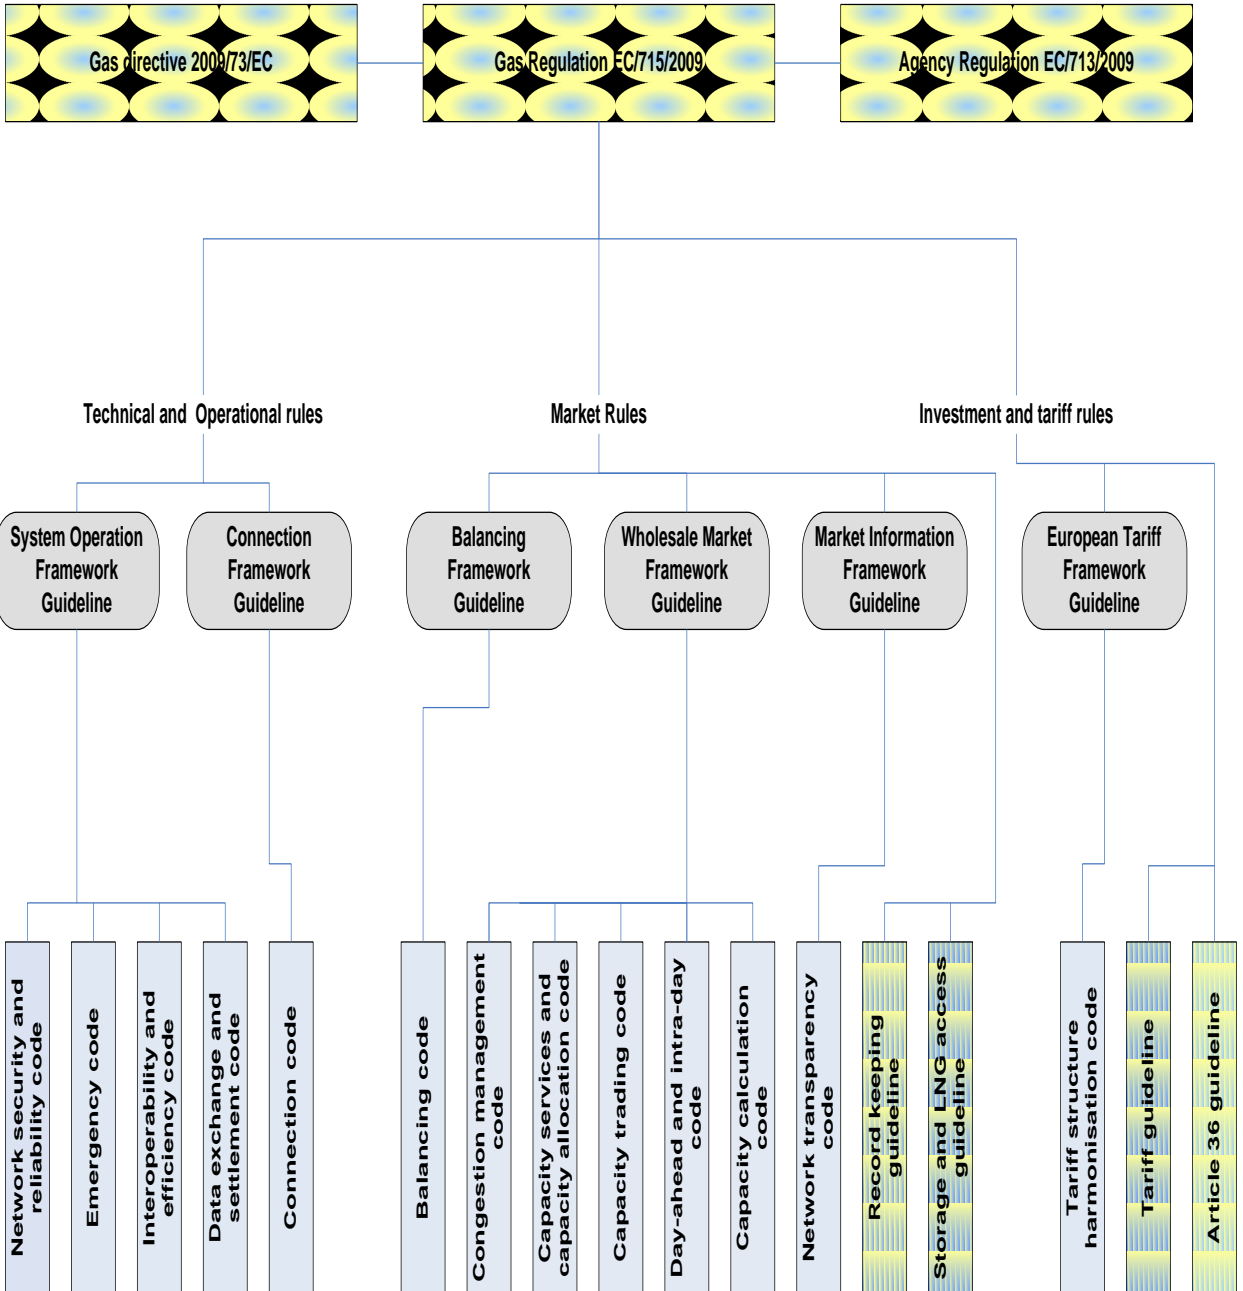 Gas directive 2009/73/EC
Gas Regulation EC/715/2009
Agency Regulation EC/713/2009
Technical and Operational rules
Market Rules
Investment and tariff rules
System Operation
Framework
Guideline
Connection
Framework
Guideline
Balancing
Framework
Guideline
Wholesale Market
Framework
Guideline
Market Information
Framework
Guideline
European Tariff
Framework
Guideline
Network security and
reliability code
Emergency code
Interoperability and
efficiency code
Data exchange and
settlement code
Connection code
Balancing code
Congestion management
code
Capacity services and
capacity allocation code
Capacity trading code
Day-ahead and intra-day
code
Capacity calculation
code
Network transparency
code
Record keeping
guideline
Storage and LNG access
guideline
Tariff structure
harmonisation code
Tariff guideline
Article 36 guideline